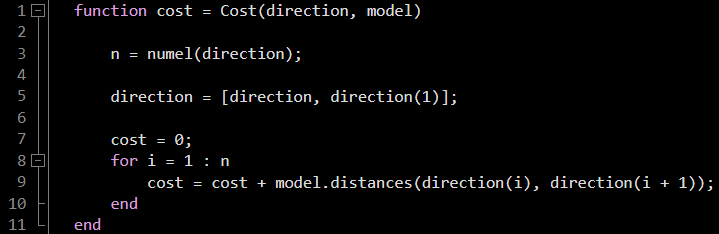 1 function cost = Cost(direction, model)
2
3 n = numel(direction);
4
5 direction = [direction, direction(1)];
6
7 cost = 0;
8 for i = 1 : n
9 cost = cost + model.distances(direction(i), direction(i + 1));
10 end
11 end